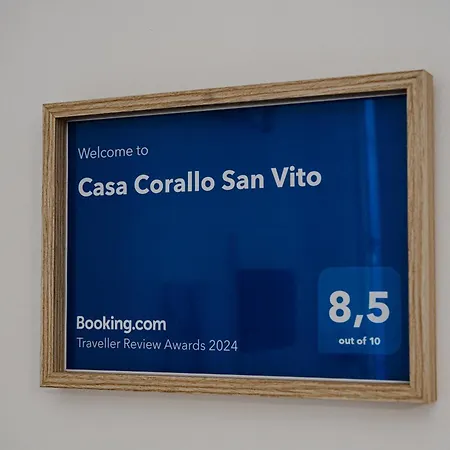 Welcome to
Casa Corallo San Vito
Booking.com
Traveller Review Awards 2024
8,5
out of 10